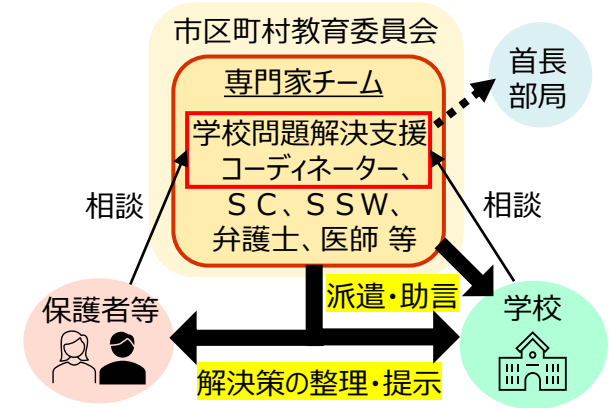 市区町村教育委員会
専門家チーム
学校問題解決支援
コーディネーター、
ＳＣ、ＳＳＷ、
弁護士、医師 等
首長
部局
相談
相談
派遣・助言
保護者等
学校
解決策の整理・提示